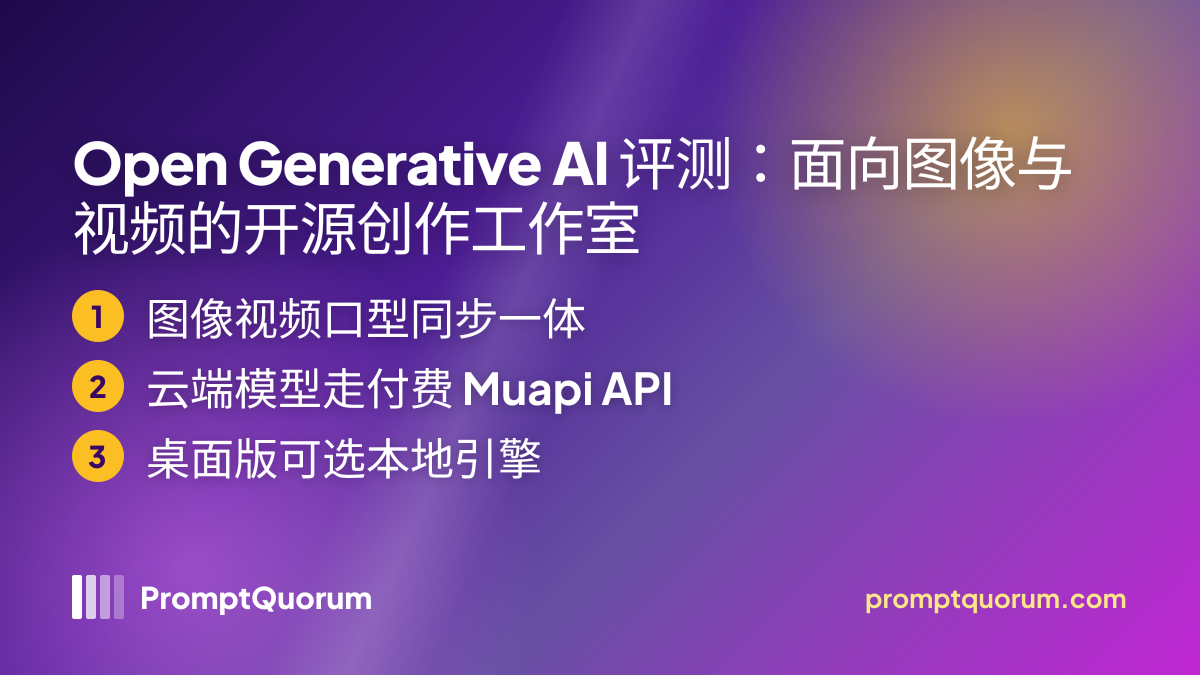 Open Generative AI 评测：面向图像与
视频的开源创作工作室
1 图像视频口型同步一体
2 云端模型走付费 Muapi API
3 桌面版可选本地引擎
PromptQuorum
promptquorum.com